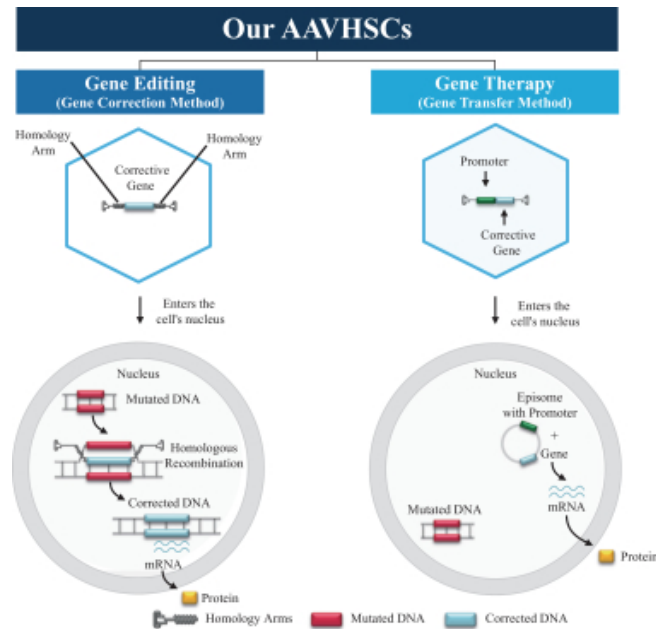 Our AAVHSCs
Gene Editing
(Gene Correction Method)
Homology
Arm
Homology
Arm
Corrective
Gene
Enters the
cell's nucleus
Nucleus
Mutated DNA
Homologous
Recombination
Corrected DNA
mRNA
Protein
Gene Therapy
(Gene Transfer Method)
Promoter
Corrective
Gene
Enters the
cell's nucleus
Nucleus
Episome
with Promoter
+
Gene
mRNA
Mutated DNA
Protein
Homology Arms
Mutated DNA
Corrected DNA